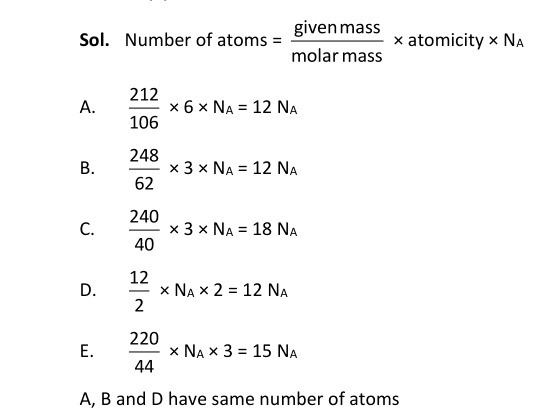 Sol. Number of atoms = given mass / molar mass × atomicity × NA
A. 212/106 × 6 × NA = 12 NA
B. 248/62 × 3 × NA = 12 NA
C. 240/40 × 3 × NA = 18 NA
D. 12/2 × NA × 2 = 12 NA
E. 220/44 × NA × 3 = 15 NA
A, B and D have same number of atoms